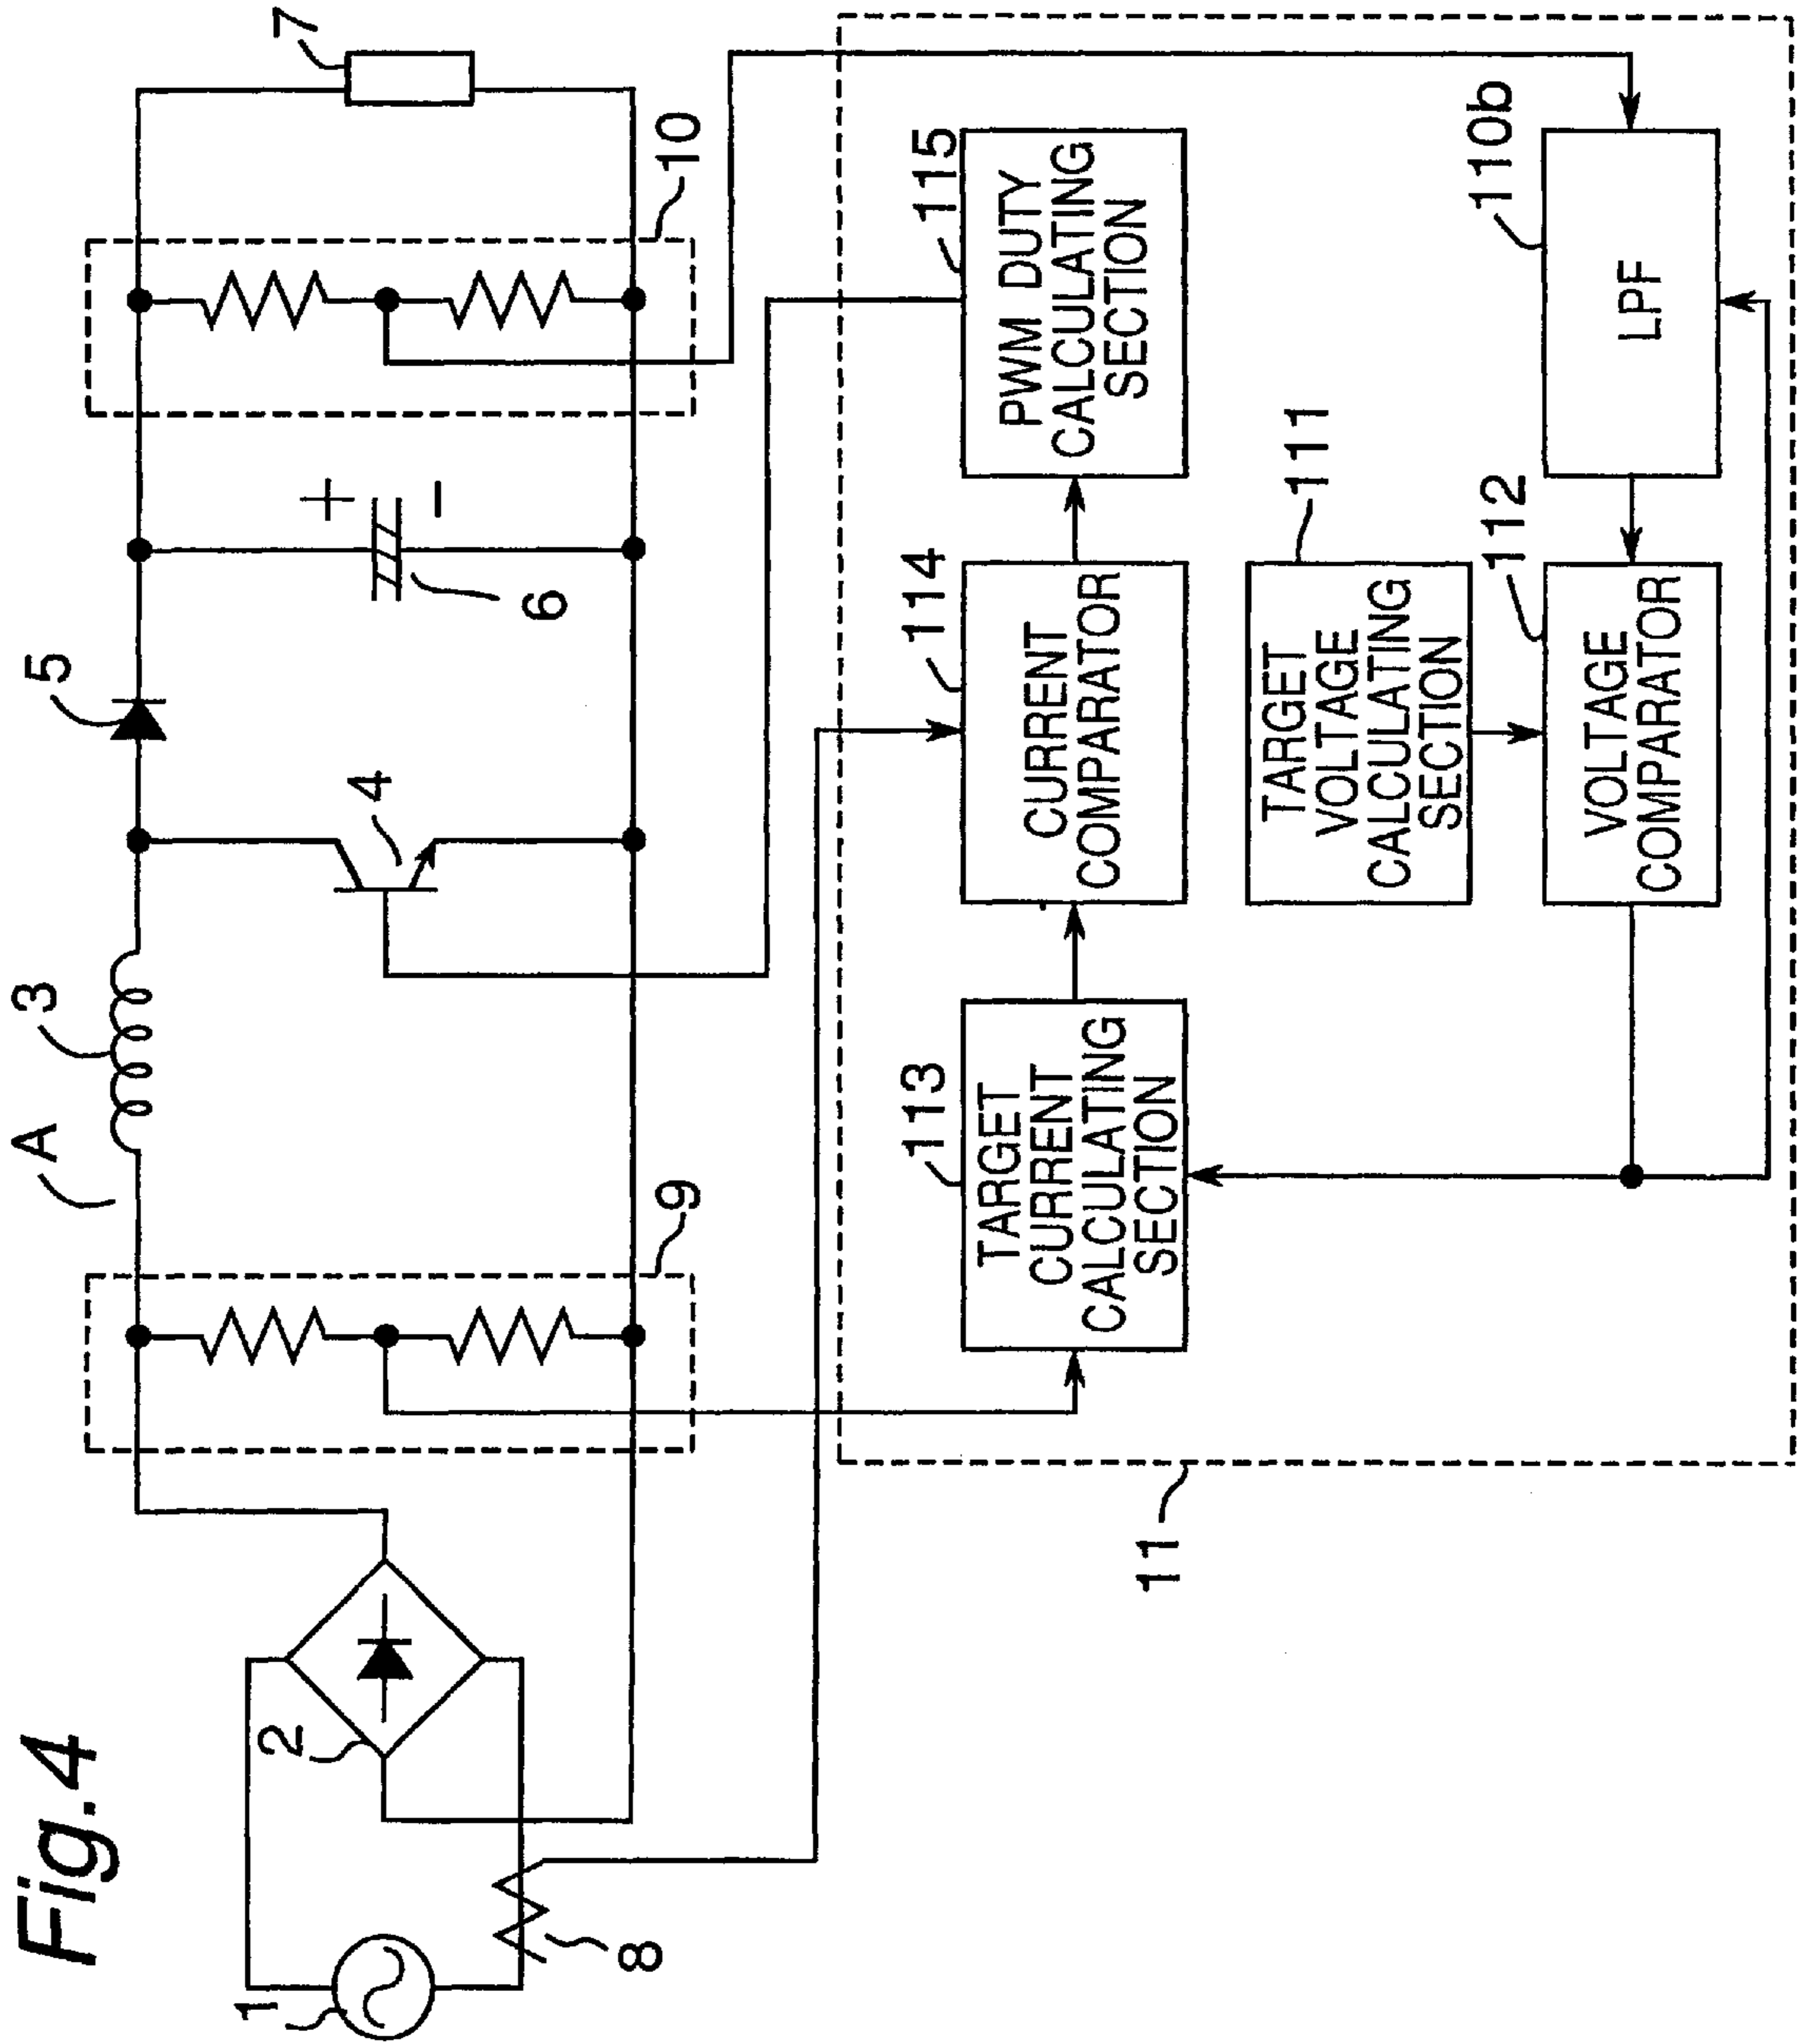 Fig.4
1
2
8
A
3
4
5
6
+
−
7
9
10
11
113
TARGET
CURRENT
CALCULATING
SECTION
114
CURRENT
COMPARATOR
115
PWM DUTY
CALCULATING
SECTION
111
TARGET
VOLTAGE
CALCULATING
SECTION
112
VOLTAGE
COMPARATOR
110b
LPF